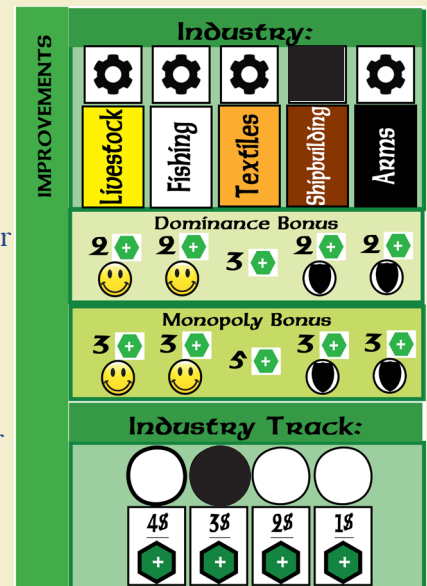 IMPROVEMENTS
Industry:
Livestock
Fishing
Textiles
Shipbuilding
Arms
Dominance Bonus
2 + 2 + 3 + 2 + 2 +
Monopoly Bonus
3 + 3 + 5 + 3 + 3 +
Industry Track:
4$ 3$ 2$ 1$
+ + + +
r
r